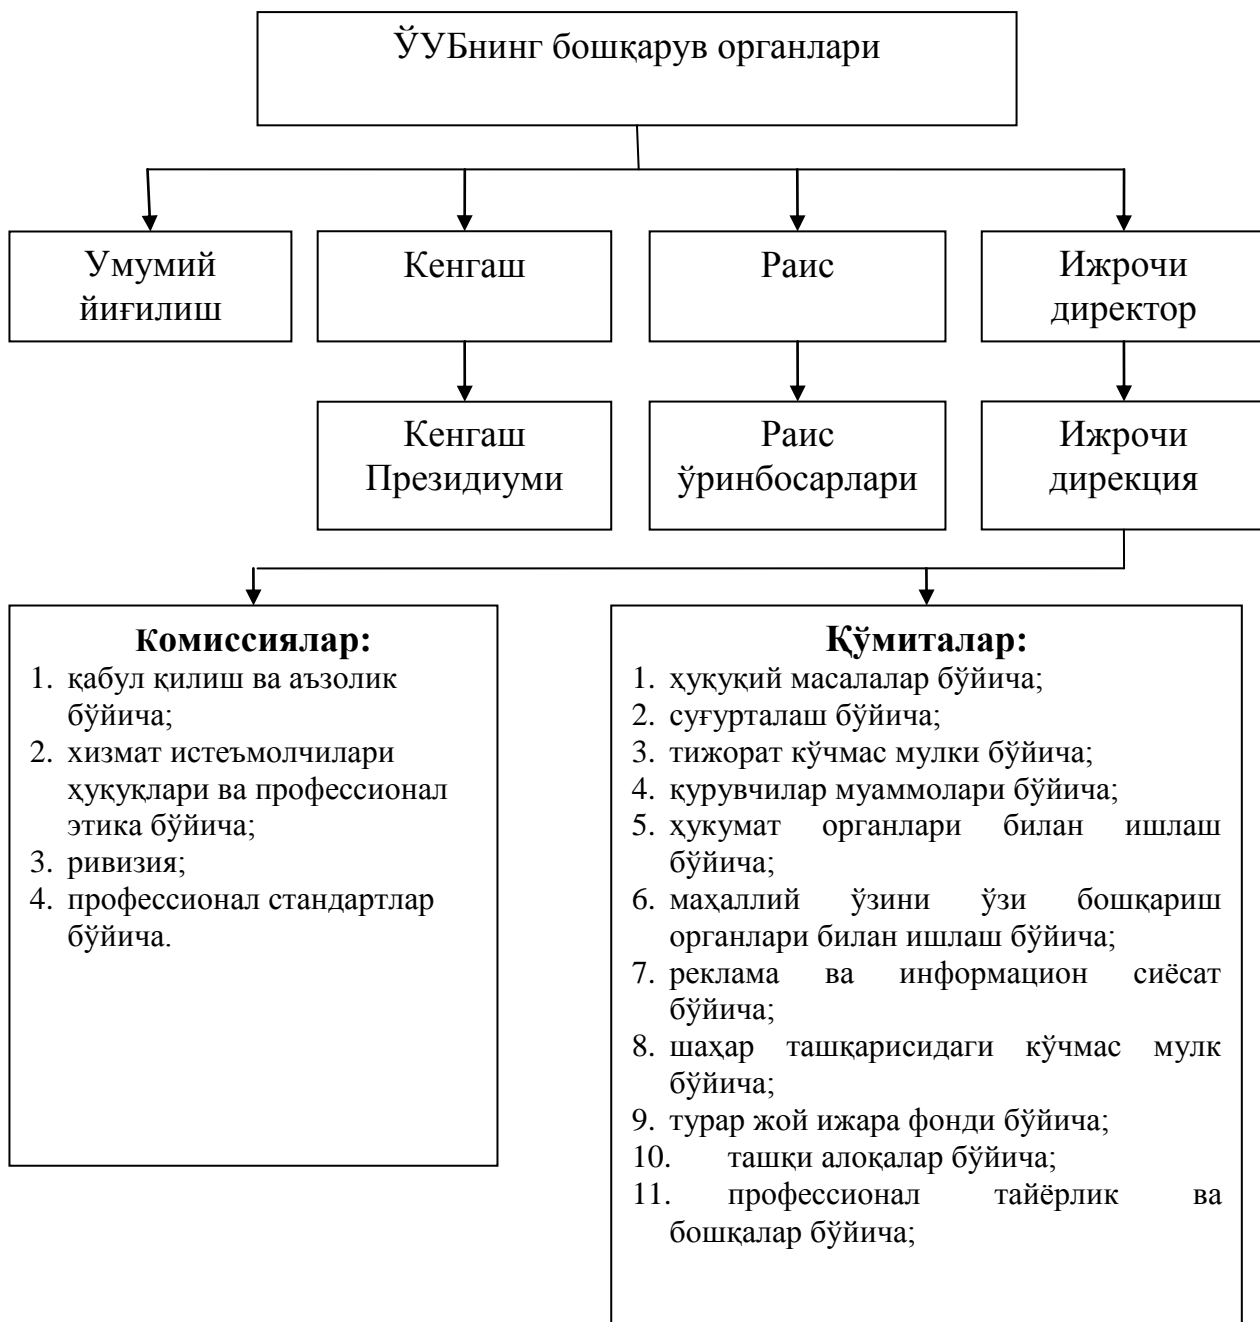 ЎУБнинг бошқарув органлари
Умумий
йиғилиш
Кенгаш
Раис
Ижрочи
директор
Кенгаш
Президиуми
Раис
ўринбосарлари
Ижрочи
дирекция
Комиссиялар:
1. қабул қилиш ва аъзолик
бўйича;
2. хизмат истеъмолчилари
ҳуқуқлари ва профессионал
этика бўйича;
3. ривизия;
4. профессионал стандартлар
бўйича.
Қўмиталар:
1. ҳуқуқий масалалар бўйича;
2. суғурталаш бўйича;
3. тижорат кўчмас мулки бўйича;
4. қурувчилар муаммолари бўйича;
5. ҳукумат органлари билан ишлаш
бўйича;
6. маҳаллий ўзини ўзи бошқариш
органлари билан ишлаш бўйича;
7. реклама ва информацион сиёсат
бўйича;
8. шаҳар ташқарисидаги кўчмас мулк
бўйича;
9. турар жой ижара фонди бўйича;
10. ташқи алоқалар бўйича;
11. профессионал тайёрлик ва
бошқалар бўйича;